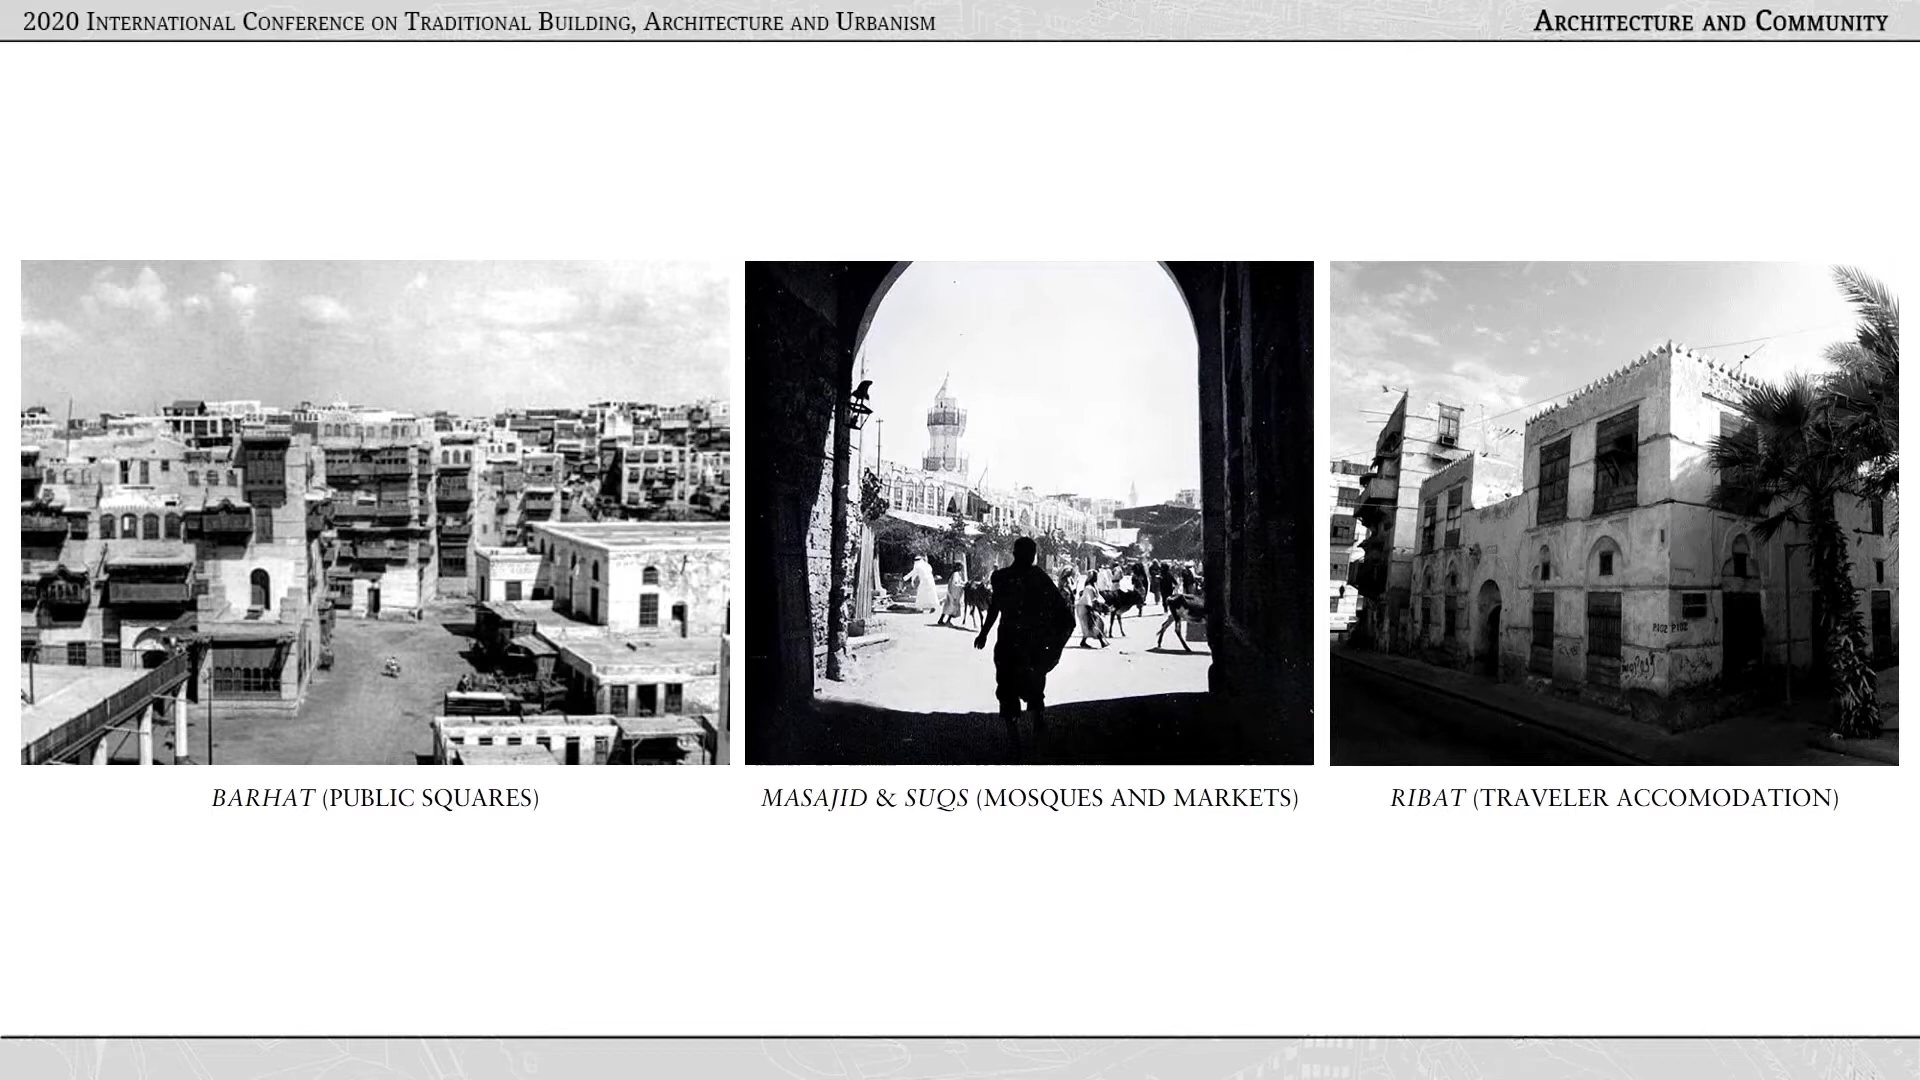 2020 International Conference on Traditional Building, Architecture and Urbanism
Architecture and Community
BARHAT (PUBLIC SQUARES)
MASAJID & SUQS (MOSQUES AND MARKETS)
RIBAT (TRAVELER ACCOMODATION)